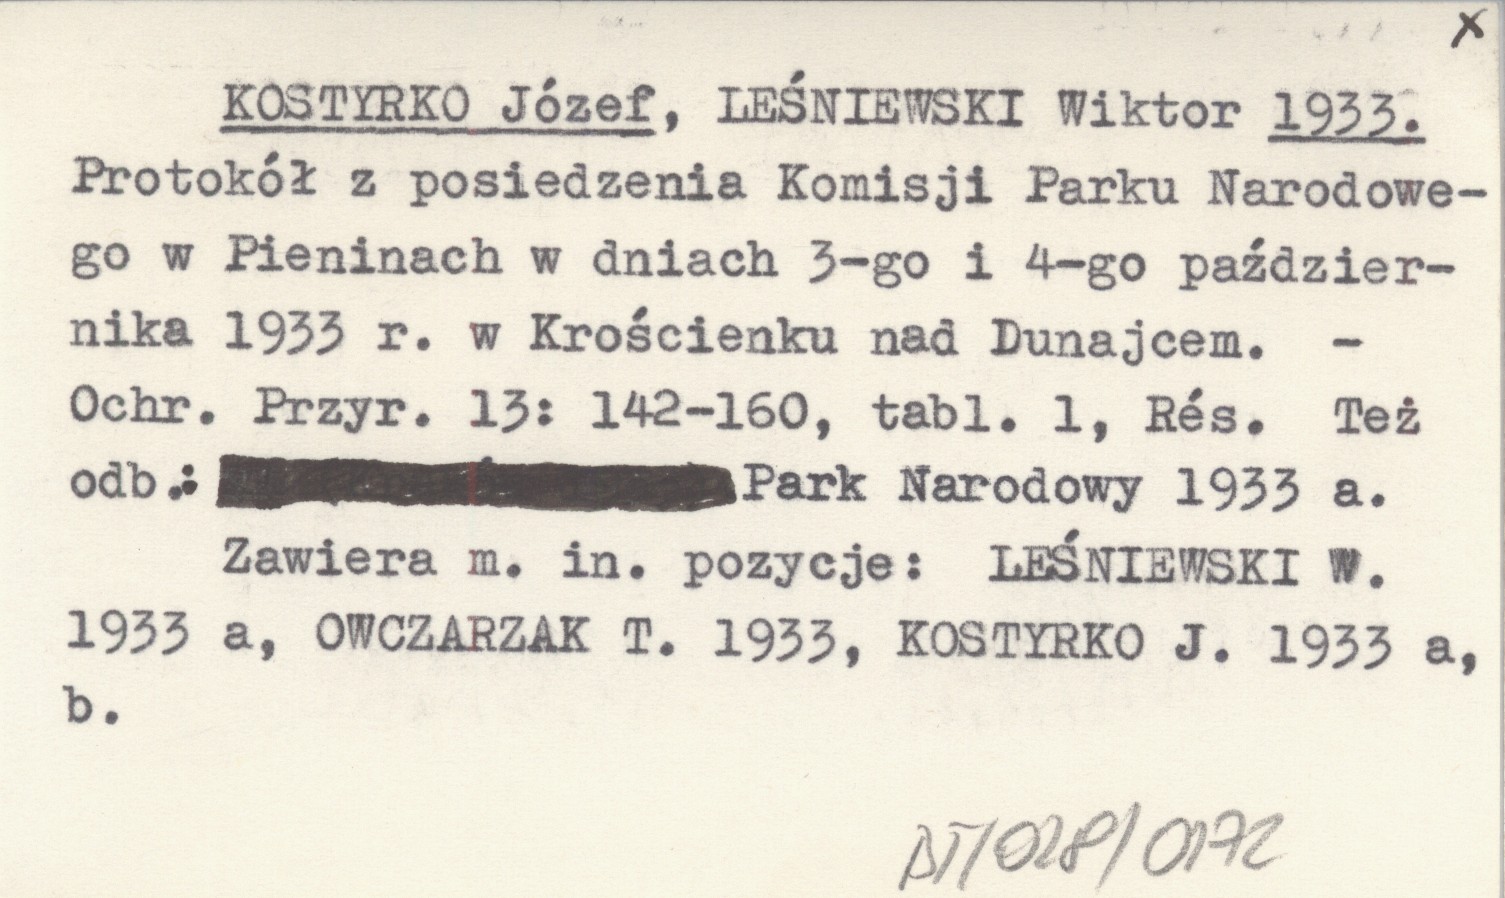 x
KOSTYRKO Józef, LEŚNIEWSKI Wiktor 1933.
Protokół z posiedzenia Komisji Parku Narodowe-
go w Pieninach w dniach 3-go i 4-go paździer-
nika 1933 r. w Krościenku nad Dunajcem. -
Ochr. Przyr. 13: 142-160, tabl. 1, Rés. Też
odb.: Park Narodowy 1933 a.
Zawiera m. in. pozycje: LEŚNIEWSKI W.
1933 a, OWCZARZAK T. 1933, KOSTYRKO J. 1933 a,
b.
DT/028/0172